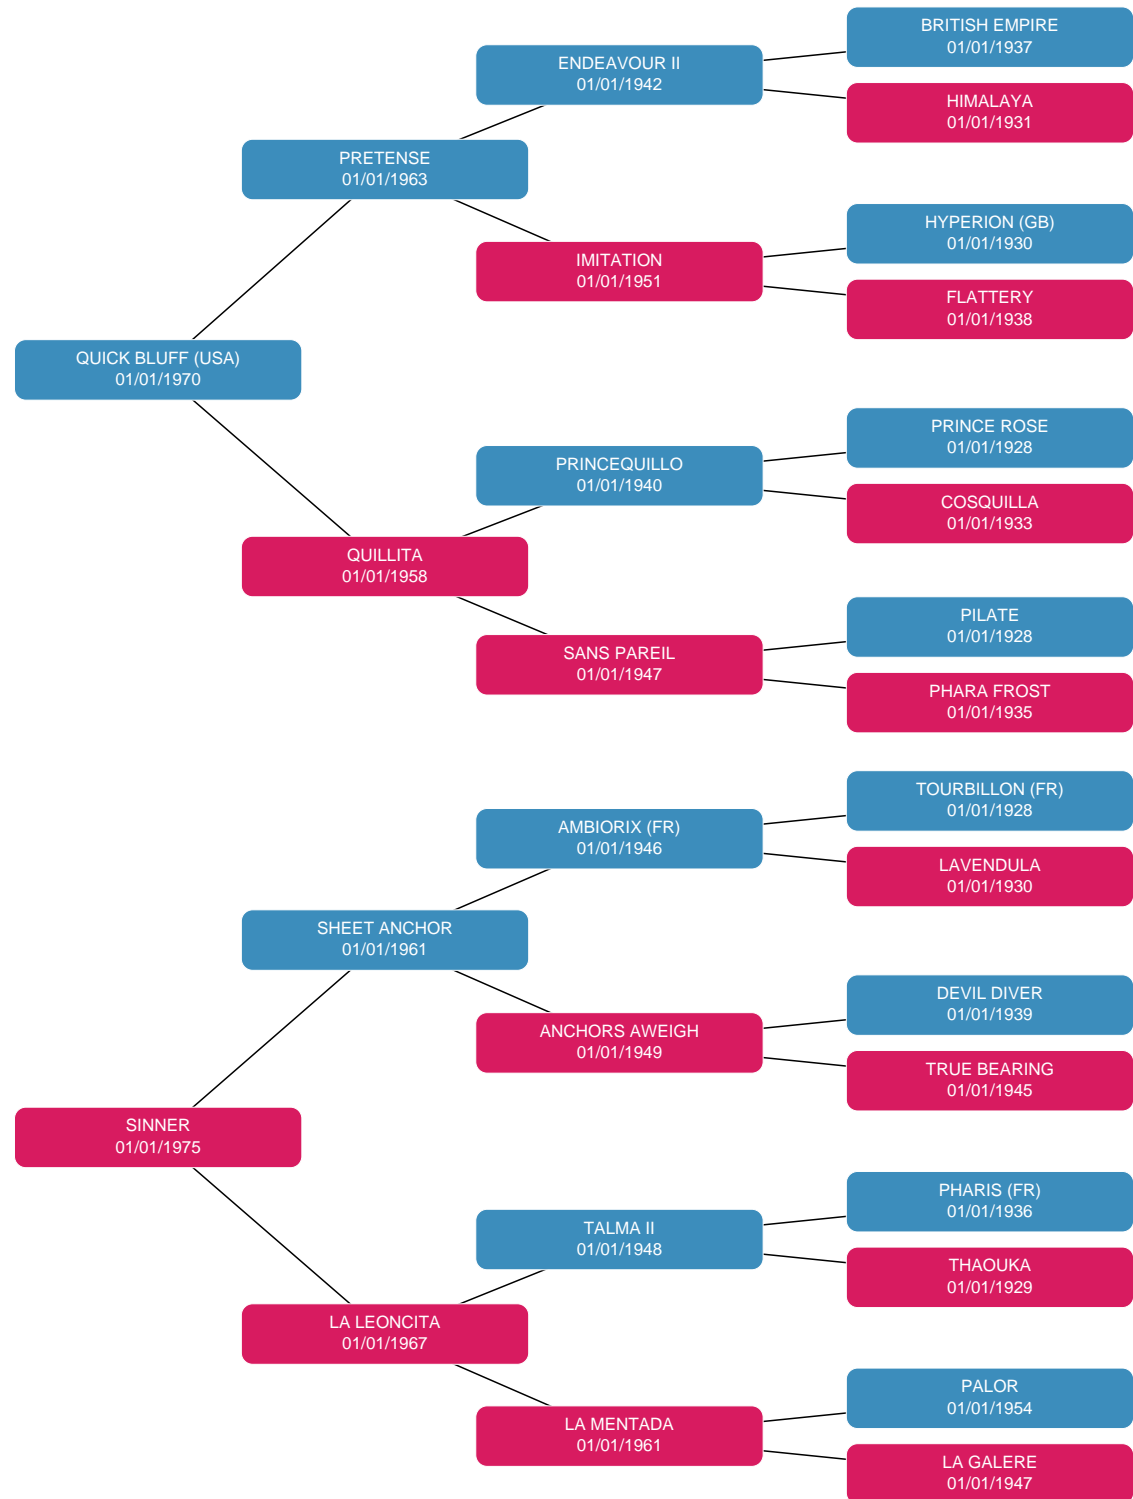 BRITISH EMPIRE
01/01/1937
ENDEAVOUR II
01/01/1942
HIMALAYA
01/01/1931
PRETENSE
01/01/1963
HYPERION (GB)
01/01/1930
IMITATION
01/01/1951
FLATTERY
01/01/1938
QUICK BLUFF (USA)
01/01/1970
PRINCE ROSE
01/01/1928
PRINCEQUILLO
01/01/1940
COSQUILLA
01/01/1933
QUILLITA
01/01/1958
PILATE
01/01/1928
SANS PAREIL
01/01/1947
PHARA FROST
01/01/1935
TOURBILLON (FR)
01/01/1928
AMBIORIX (FR)
01/01/1946
LAVENDULA
01/01/1930
SHEET ANCHOR
01/01/1961
DEVIL DIVER
01/01/1939
ANCHORS AWEIGH
01/01/1949
TRUE BEARING
01/01/1945
SINNER
01/01/1975
PHARIS (FR)
01/01/1936
TALMA II
01/01/1948
THAOUKA
01/01/1929
LA LEONCITA
01/01/1967
PALOR
01/01/1954
LA MENTADA
01/01/1961
LA GALERE
01/01/1947